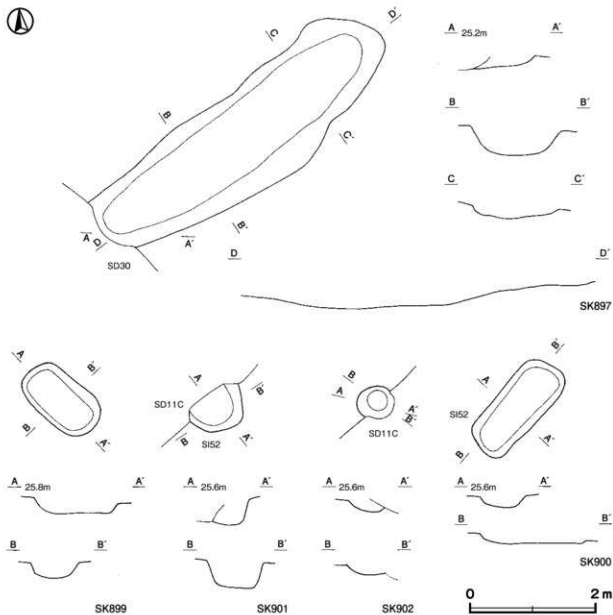 D´
C
A 25.2m A´
B B´
C´
B
C C´
B´
A
D
A´
SD30
D D´
SK897
A
B´
B
A´
A
SD11C
B´
B
SI52
A´
B
A
A´
B´
SD11C
B´
A
SI52
B
A´
A 25.8m A´
A 25.6m A´
A 25.6m A´
A 25.6m A´
B B´
B B´
B B´
B B´
SK900
SK899
SK901
SK902
0 2 m